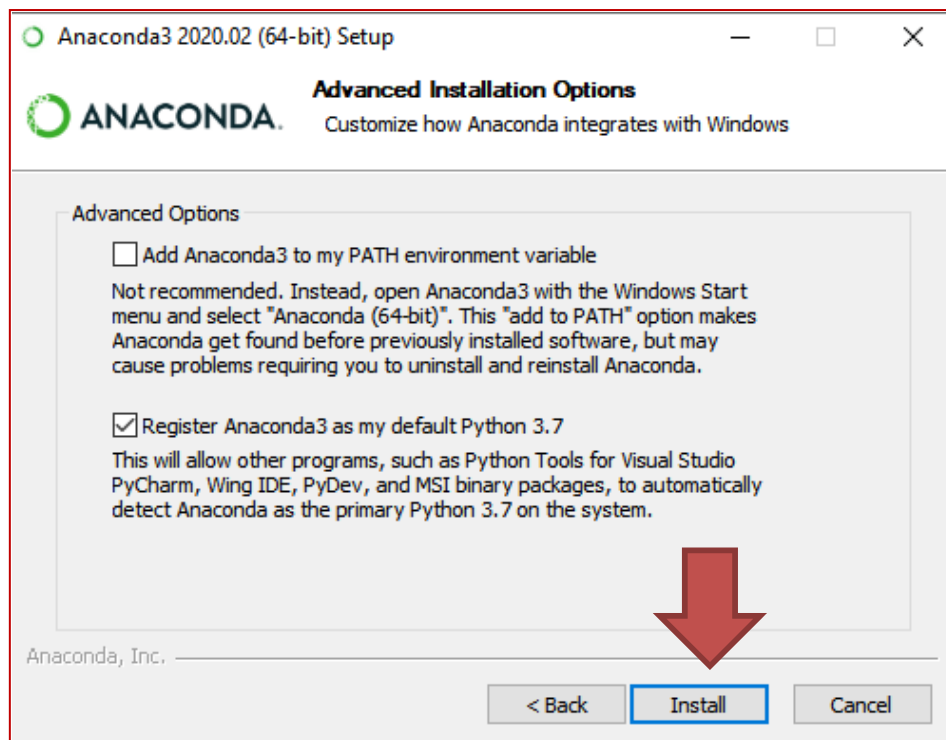 Anaconda3 2020.02 (64-bit) Setup
ANACONDA.
Advanced Installation Options
Customize how Anaconda integrates with Windows
Advanced Options
Add Anaconda3 to my PATH environment variable
Not recommended. Instead, open Anaconda3 with the Windows Start
menu and select "Anaconda (64-bit)". This "add to PATH" option makes
Anaconda get found before previously installed software, but may
cause problems requiring you to uninstall and reinstall Anaconda.
Register Anaconda3 as my default Python 3.7
This will allow other programs, such as Python Tools for Visual Studio
PyCharm, Wing IDE, PyDev, and MSI binary packages, to automatically
detect Anaconda as the primary Python 3.7 on the system.
Anaconda, Inc.
< Back
Install
Cancel